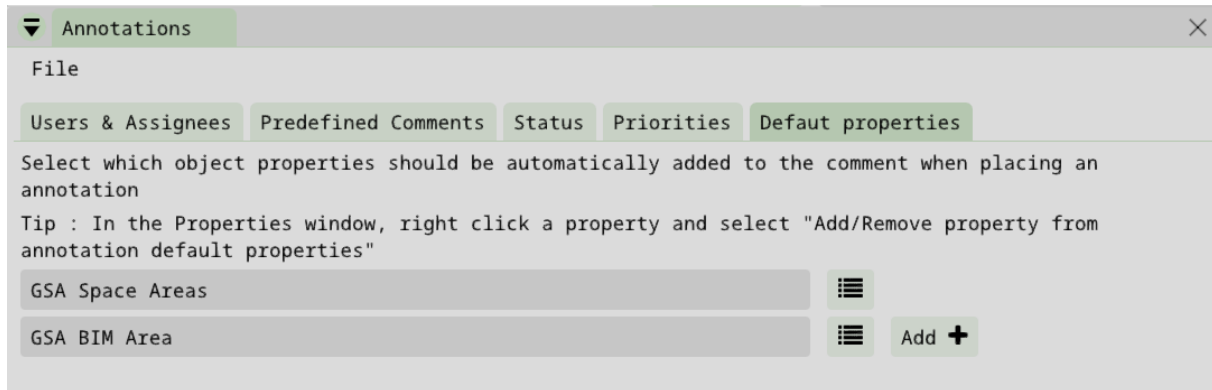 Annotations
File
Users & Assignees Predefined Comments Status Priorities Defaut properties
Select which object properties should be automatically added to the comment when placing an
annotation
Tip : In the Properties window, right click a property and select "Add/Remove property from
annotation default properties"
GSA Space Areas
GSA BIM Area Add